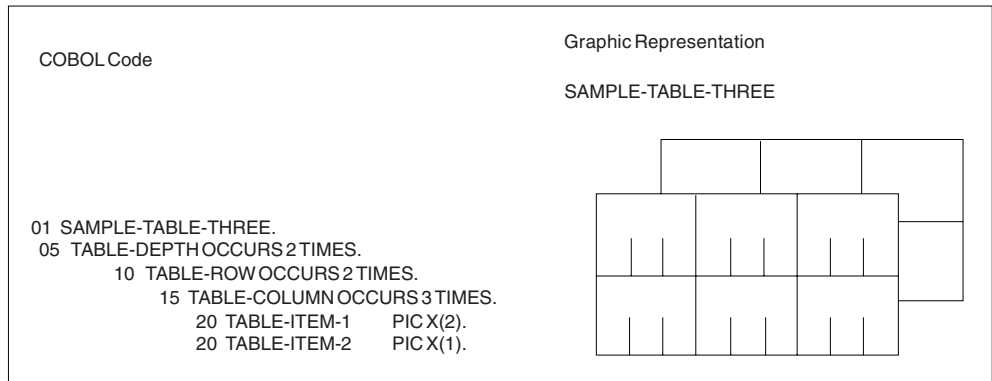 COBOL Code
Graphic Representation
SAMPLE-TABLE-THREE
01 SAMPLE-TABLE-THREE.
05 TABLE-DEPTH OCCURS 2 TIMES.
10 TABLE-ROW OCCURS 2 TIMES.
15 TABLE-COLUMN OCCURS 3 TIMES.
20 TABLE-ITEM-1 PIC X(2).
20 TABLE-ITEM-2 PIC X(1).